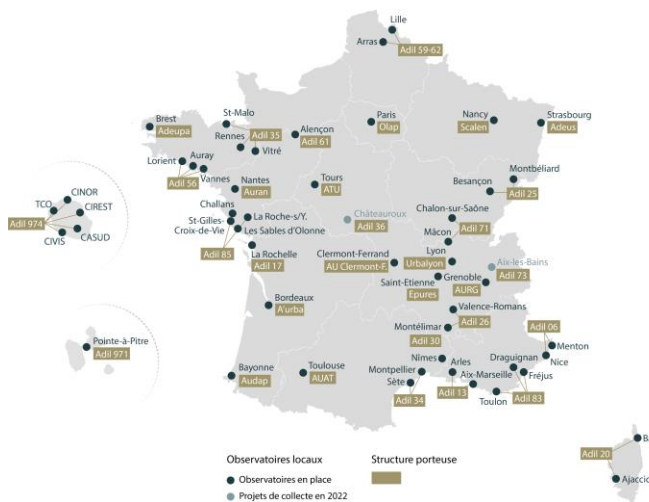 Lille
Adil 59-62
Arras
St-Malo
Brest
Adeupa
Adil 35
Rennes
Vitré
Alençon
Adil 61
Paris
Olap
Nancy
Scalen
Strasbourg
Adeus
Lorient
Auray
Adil 56
Vannes
Nantes
Auran
Tours
ATU
Montbéliard
Besançon
Adil 25
Challans
La Roche-s/Y.
St-Gilles-
Croix-de-Vie
Les Sables d'Olonne
Adil 85
Châteauroux
Adil 36
Chalon-sur-Saône
Adil 71
Mâcon
CINOR
TCO
CIREST
Adil 974
CIVIS
CASUD
La Rochelle
Adil 17
Clermont-Ferrand
AU Clermont-F.
Lyon
Urbalyon
Aix-les-Bains
Adil 73
Saint-Etienne
Epures
Grenoble
AURG
Bordeaux
A'urba
Valence-Romans
Adil 26
Montélimar
Adil 30
Adil 06
Pointe-à-Pitre
Adil 971
Bayonne
Audap
Toulouse
AUAT
Nîmes
Montpellier
Sète
Adil 34
Arles
Aix-Marseille
Adil 13
Toulon
Draguignan
Fréjus
Adil 83
Menton
Nice
Adil 20
Ajaccio
Observatoires locaux
Observatoires en place
Projets de collecte en 2022
Structure porteuse